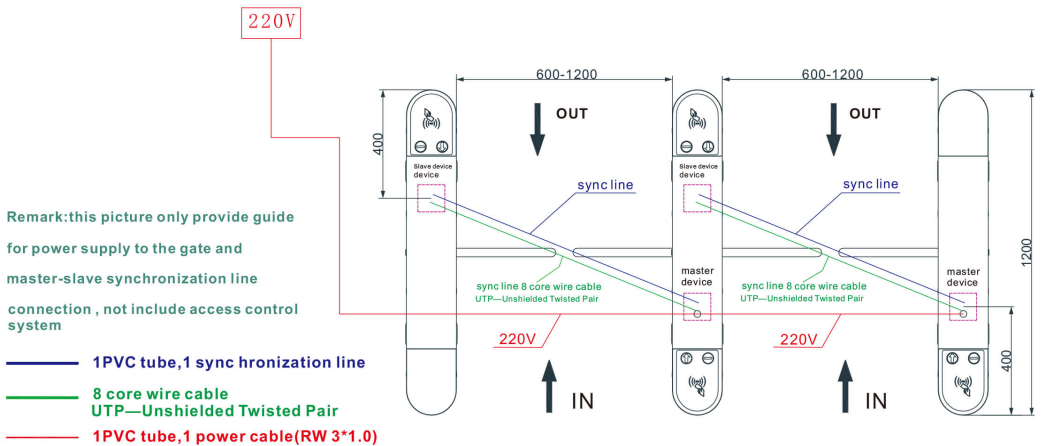 220V
600-1200
600-1200
OUT
OUT
400
Slave device
device
Slave device
device
sync line
sync line
Remark:this picture only provide guide
for power supply to the gate and
master-slave synchronization line
connection , not include access control
system
master
device
master
device
1200
sync line 8 core wire cable
UTP—Unshielded Twisted Pair
sync line 8 core wire cable
UTP—Unshielded Twisted Pair
220V
220V
400
1PVC tube,1 sync hronization line
8 core wire cable
UTP—Unshielded Twisted Pair
1PVC tube,1 power cable(RW 3*1.0)
IN
IN